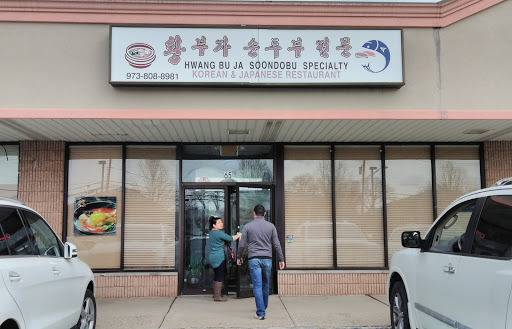 황부자 순두부 전문
HWANG BU JA SOONDOBU SPECIALTY
973-808-8981
KOREAN & JAPANESE RESTAURANT
65